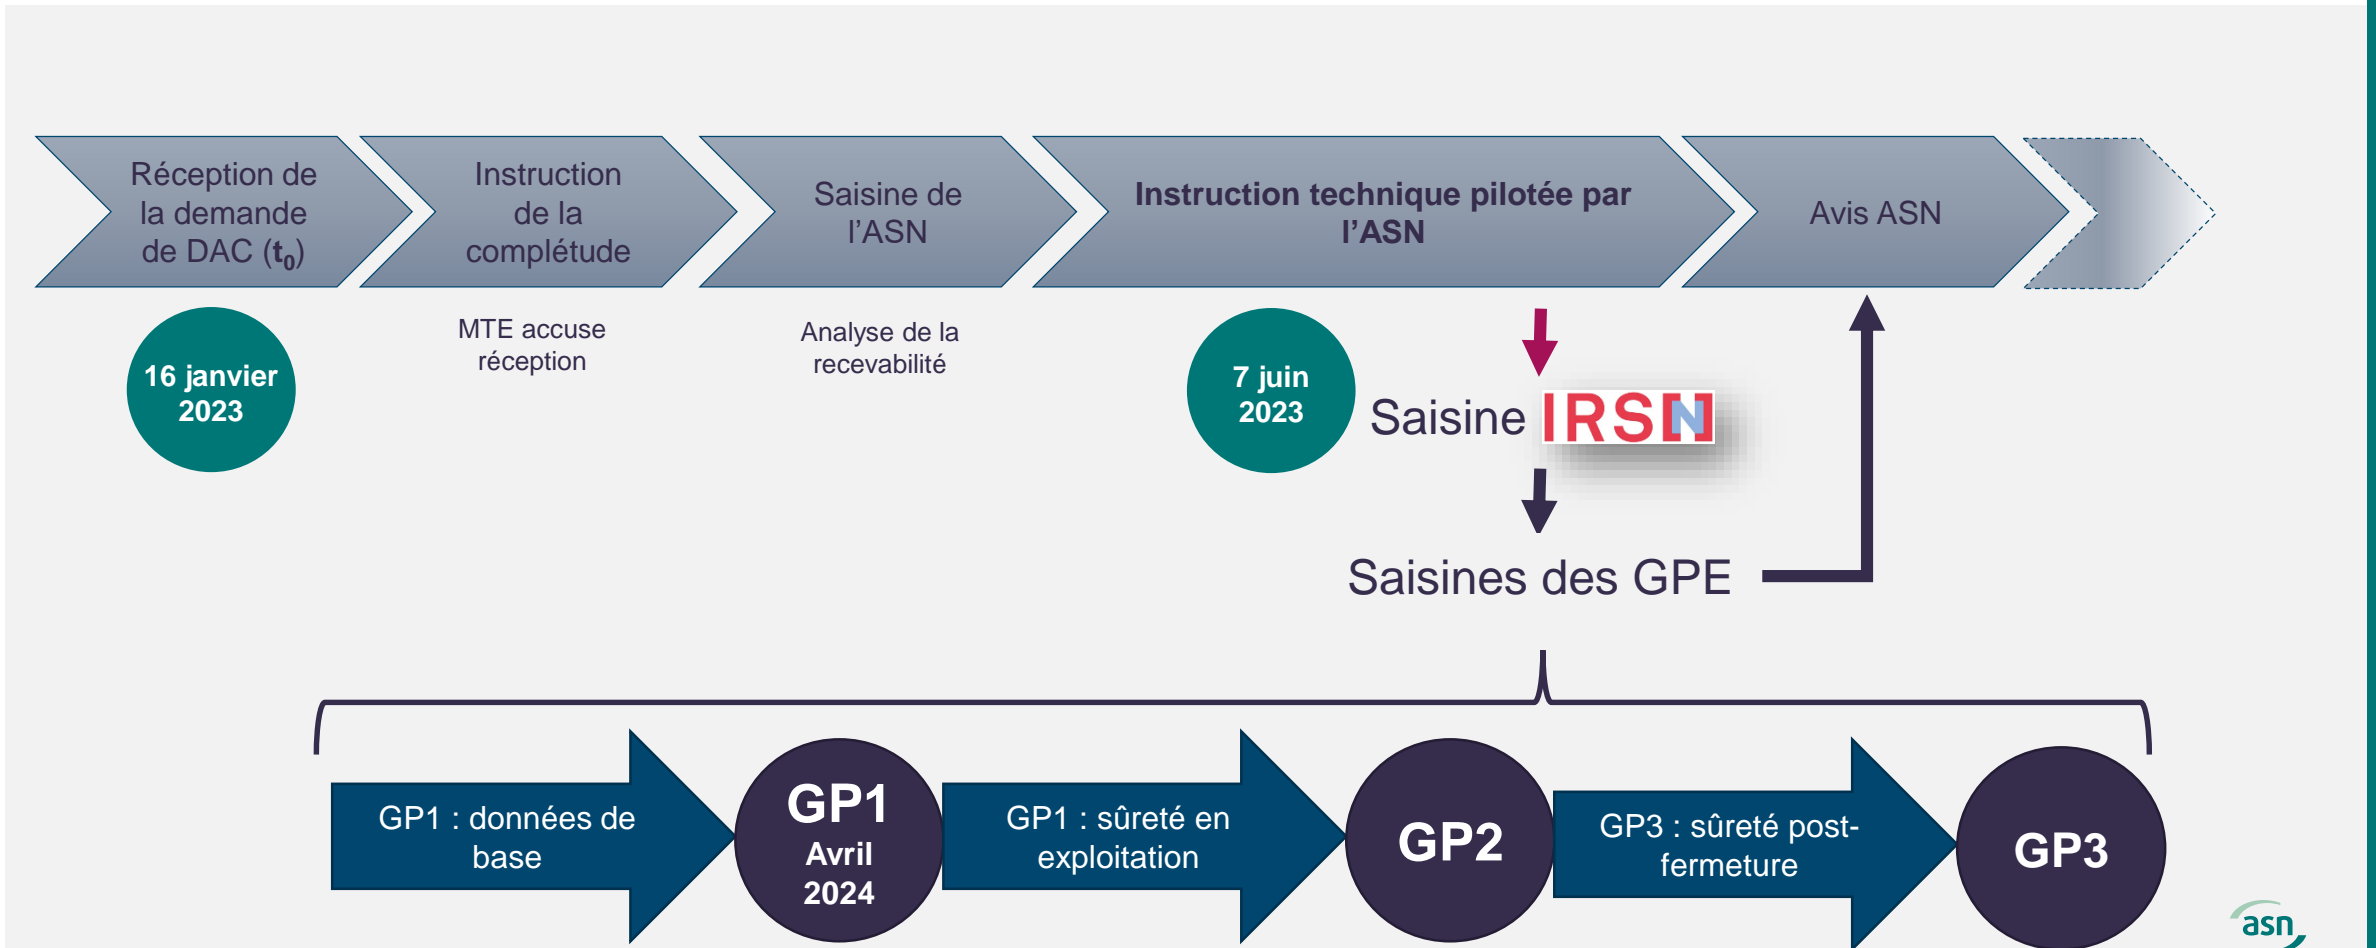 Réception de
la demande
de DAC (t₀)
Instruction
de la
complétude
Saisine de
l'ASN
Instruction technique pilotée par
l'ASN
Avis ASN
16 janvier
2023
MTE accuse
réception
Analyse de la
recevabilité
7 juin
2023
Saisine IRSN
Saisines des GPE
GP1 : données de
base
GP1
Avril
2024
GP1 : sûreté en
exploitation
GP2
GP3 : sûreté post-
fermeture
GP3
asn